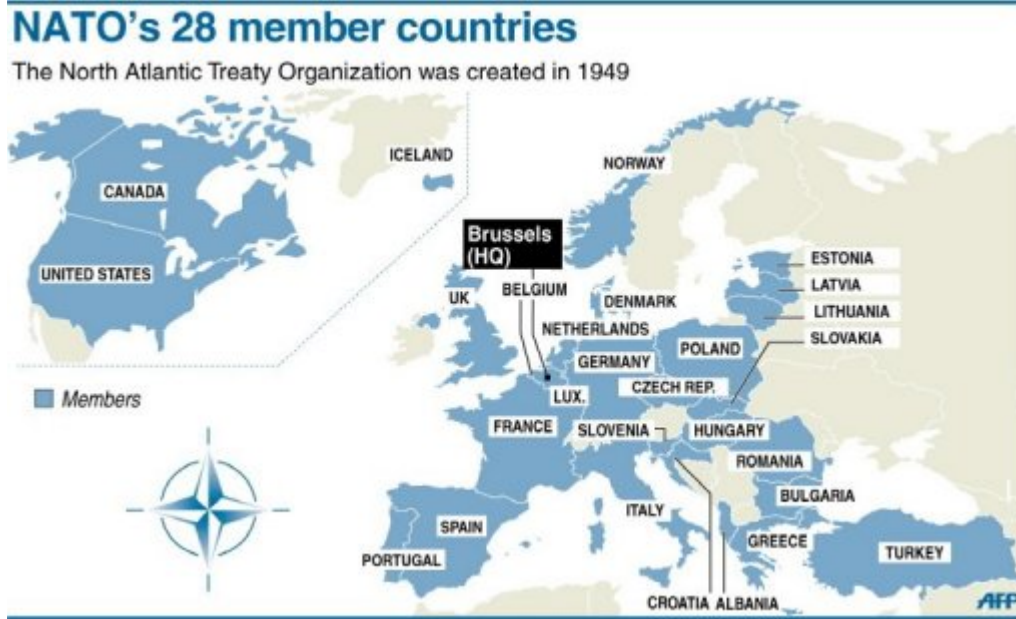 NATO's 28 member countries
The North Atlantic Treaty Organization was created in 1949
ICELAND
NORWAY
CANADA
Brussels
(HQ)
UNITED STATES
ESTONIA
BELGIUM
LATVIA
UK
DENMARK
LITHUANIA
NETHERLANDS
SLOVAKIA
POLAND
GERMANY
CZECH REP.
LUX.
Members
FRANCE
SLOVENIA
HUNGARY
ROMANIA
BULGARIA
ITALY
SPAIN
GREECE
TURKEY
PORTUGAL
CROATIA
ALBANIA
AFP